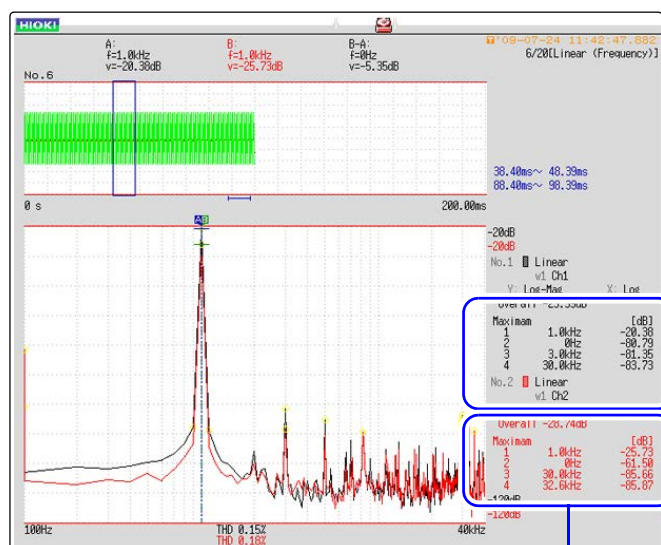 HIOKI
A:
f=1.0kHz
v=-20.38dB
B:
f=1.0kHz
v=-25.73dB
B-A:
f=0Hz
v=-5.35dB
'09-07-24 11:42:47.882
6/20[Linear (Frequency)]
No.6
38.40ms~ 48.39ms
88.40ms~ 98.39ms
0 s
200.00ms
AB
-20dB
-20dB
No.1 Linear
w1 Ch1
Y: Log-Mag X: Log
Maximam [dB]
1 1.0kHz -20.38
2 0Hz -80.79
3 3.0kHz -81.35
4 30.0kHz -83.73
No.2 Linear
w1 Ch2
Overall -28.74dB
Maximam [dB]
1 1.0kHz -25.73
2 0Hz -61.50
3 30.0kHz -85.66
4 32.6kHz -85.87
-120dB
-120dB
100Hz
THD 0.15%
THD 0.18%
40kHz